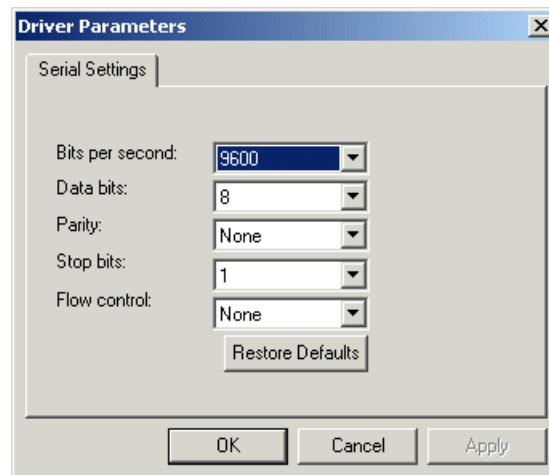 Driver Parameters
Serial Settings
Bits per second: 9600
Data bits: 8
Parity: None
Stop bits: 1
Flow control: None
Restore Defaults
OK Cancel Apply